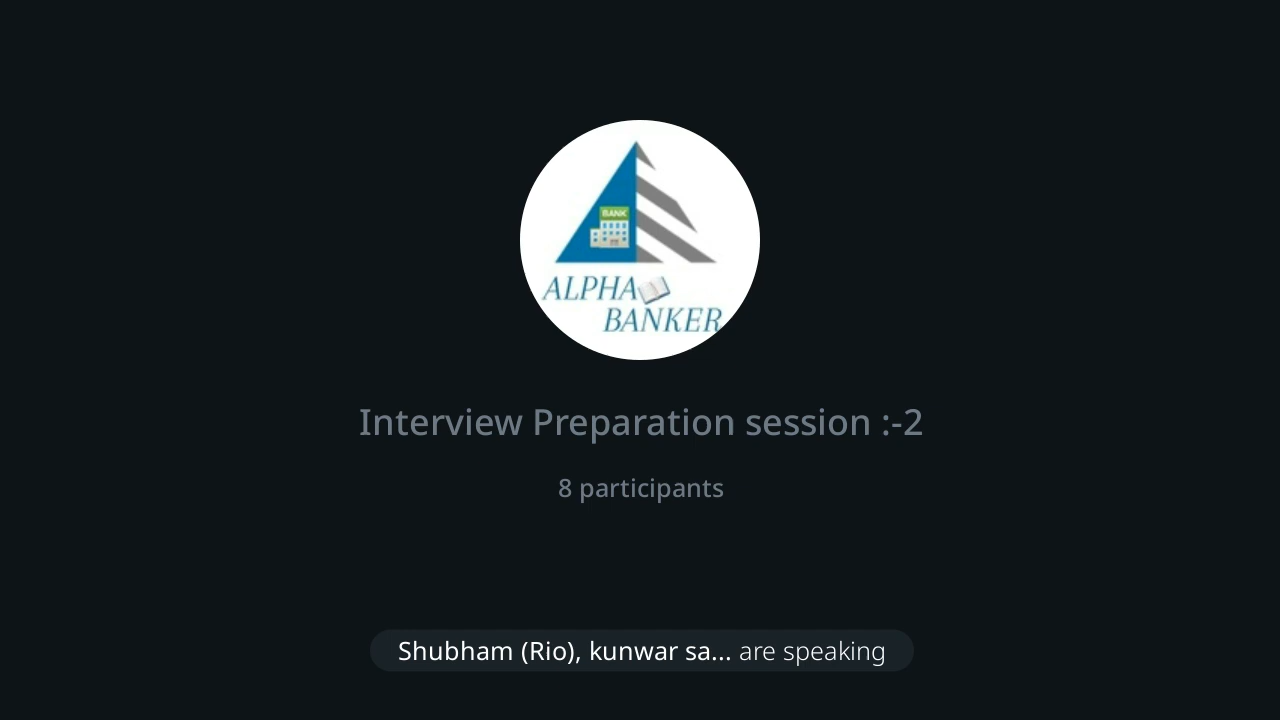 BANK
ALPHA
BANKER
Interview Preparation session :-2
8 participants
Shubham (Rio), kunwar sa... are speaking